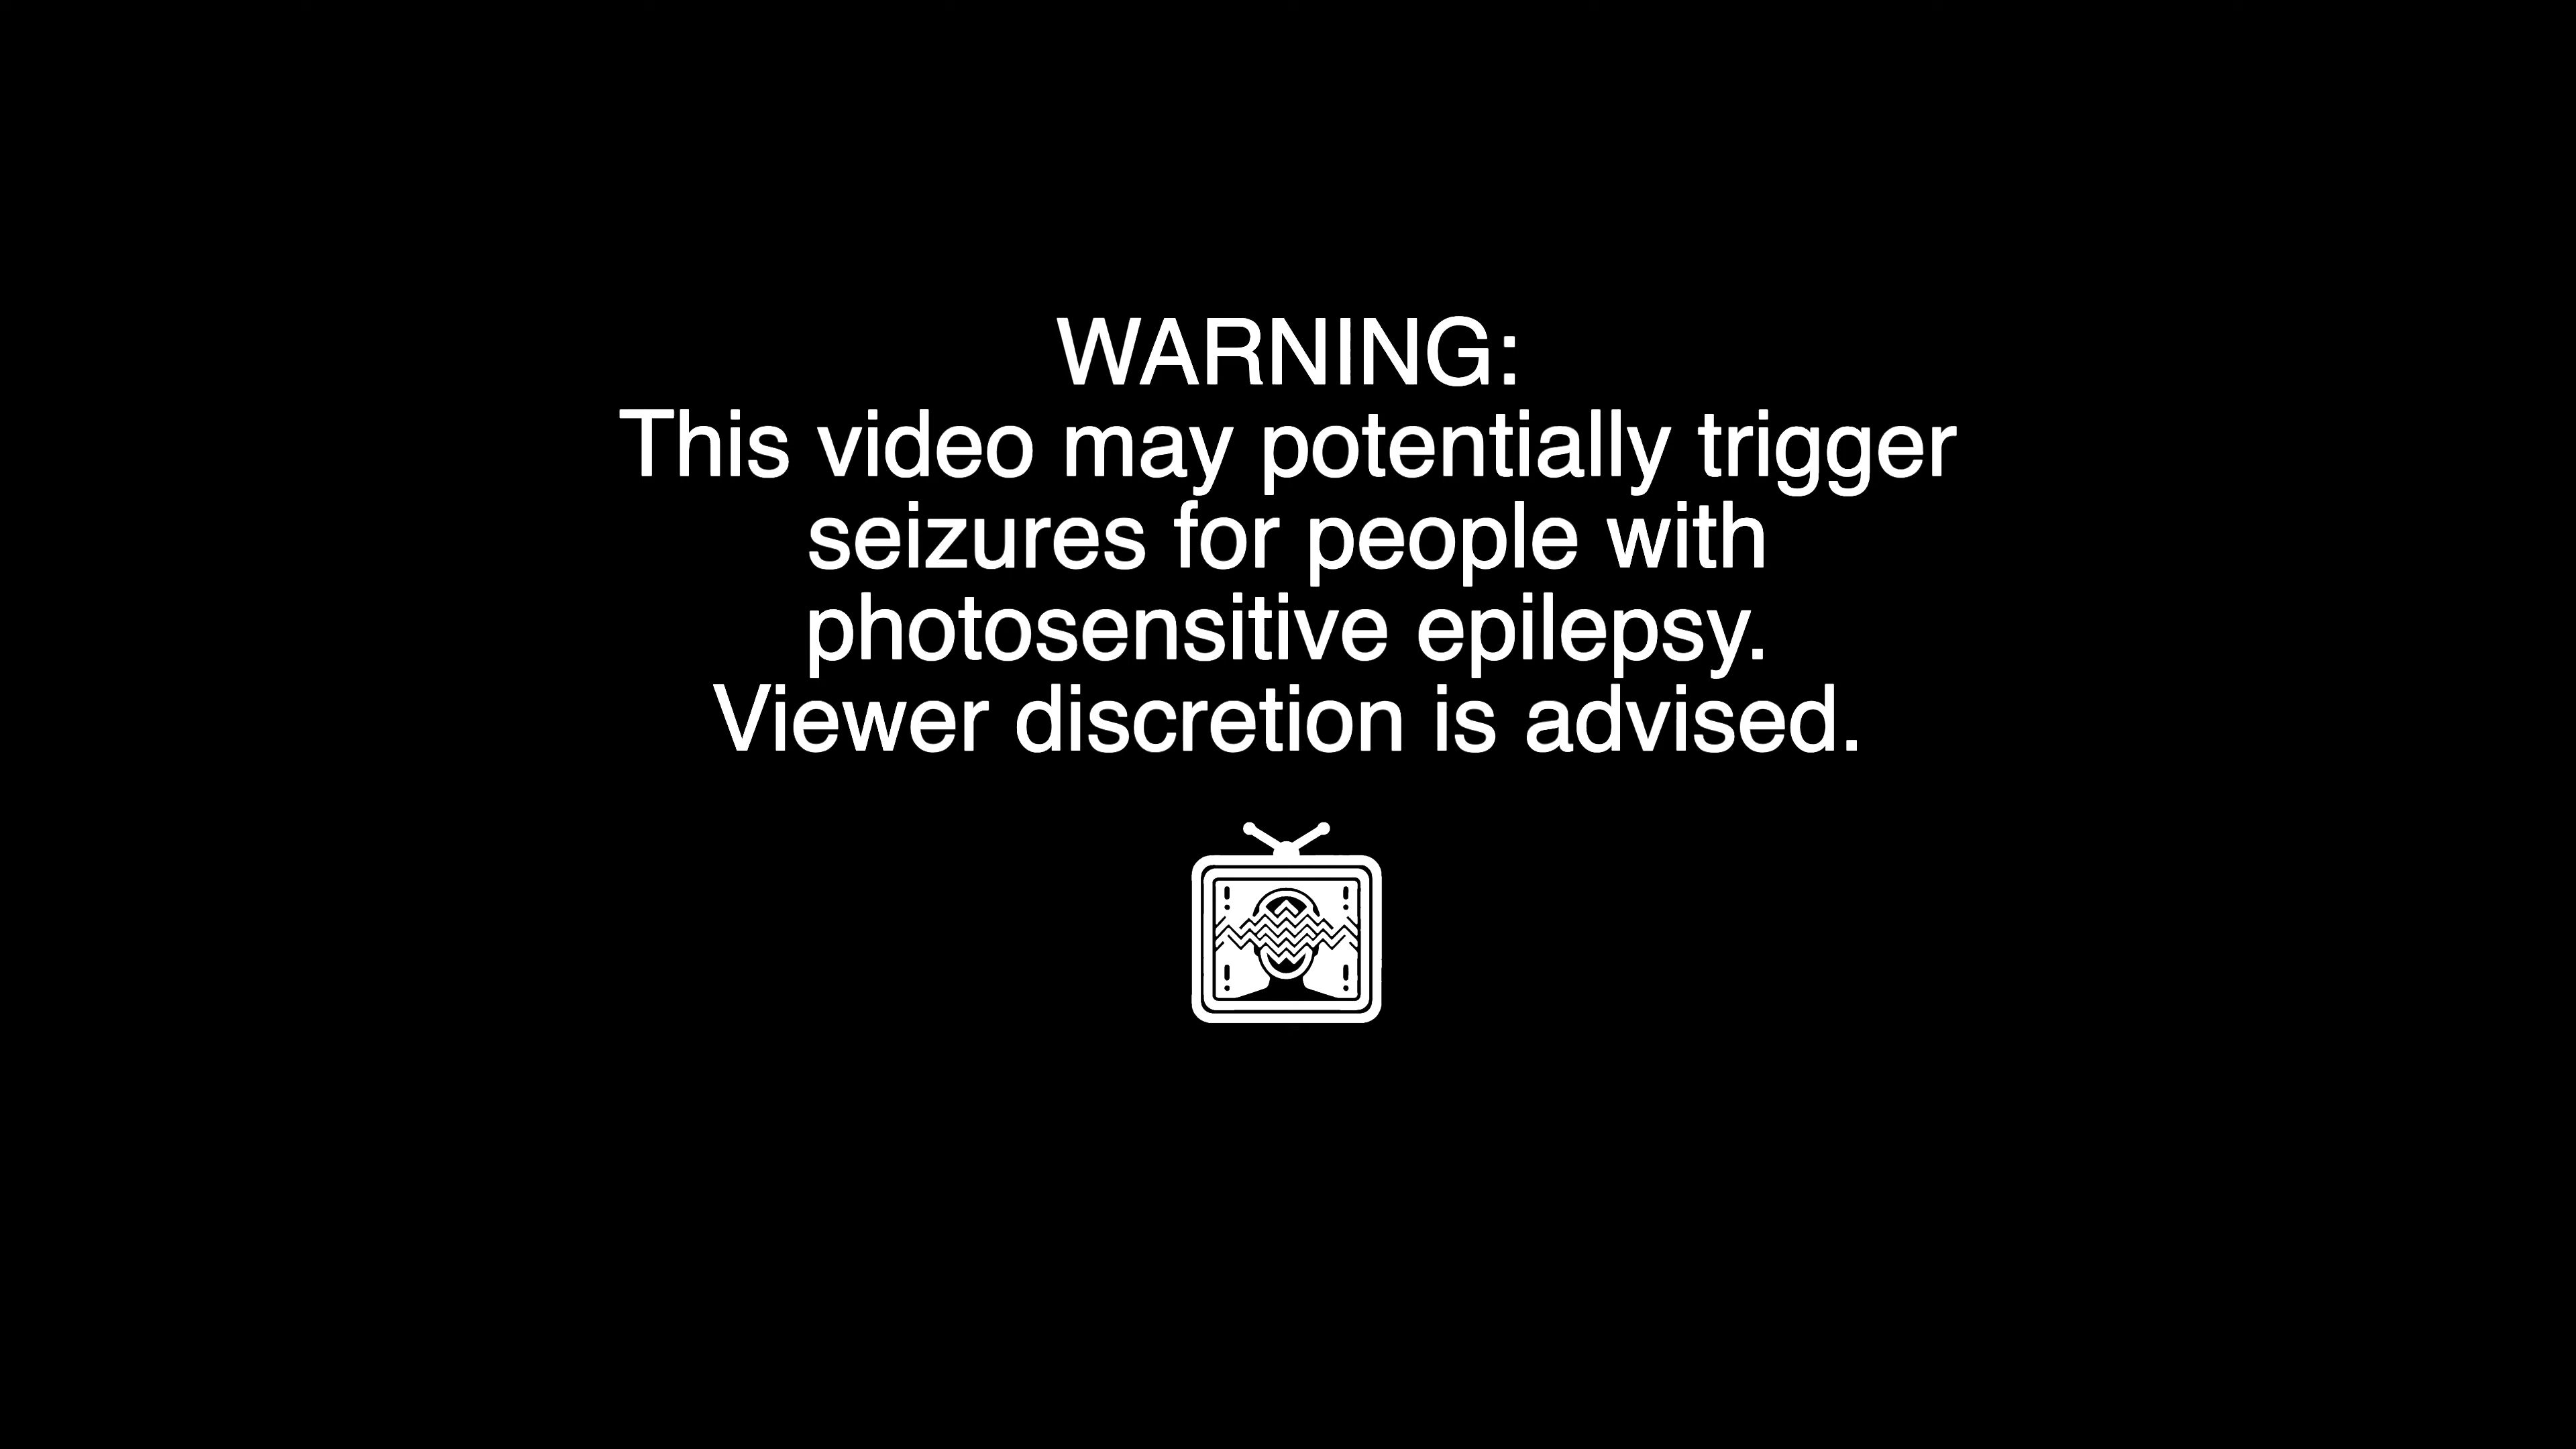 WARNING:
This video may potentially trigger
seizures for people with
photosensitive epilepsy.
Viewer discretion is advised.